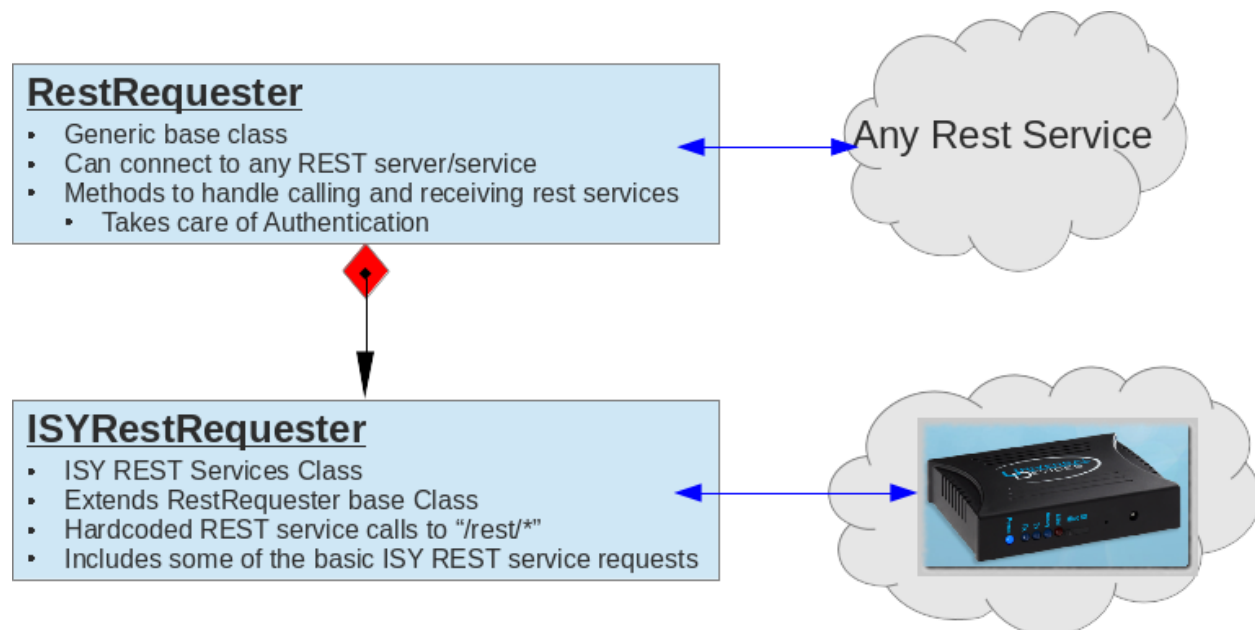 RestRequester
• Generic base class
• Can connect to any REST server/service
• Methods to handle calling and receiving rest services
• Takes care of Authentication
Any Rest Service
ISYRestRequester
• ISY REST Services Class
• Extends RestRequester base Class
• Hardcoded REST service calls to “/rest/*”
• Includes some of the basic ISY REST service requests